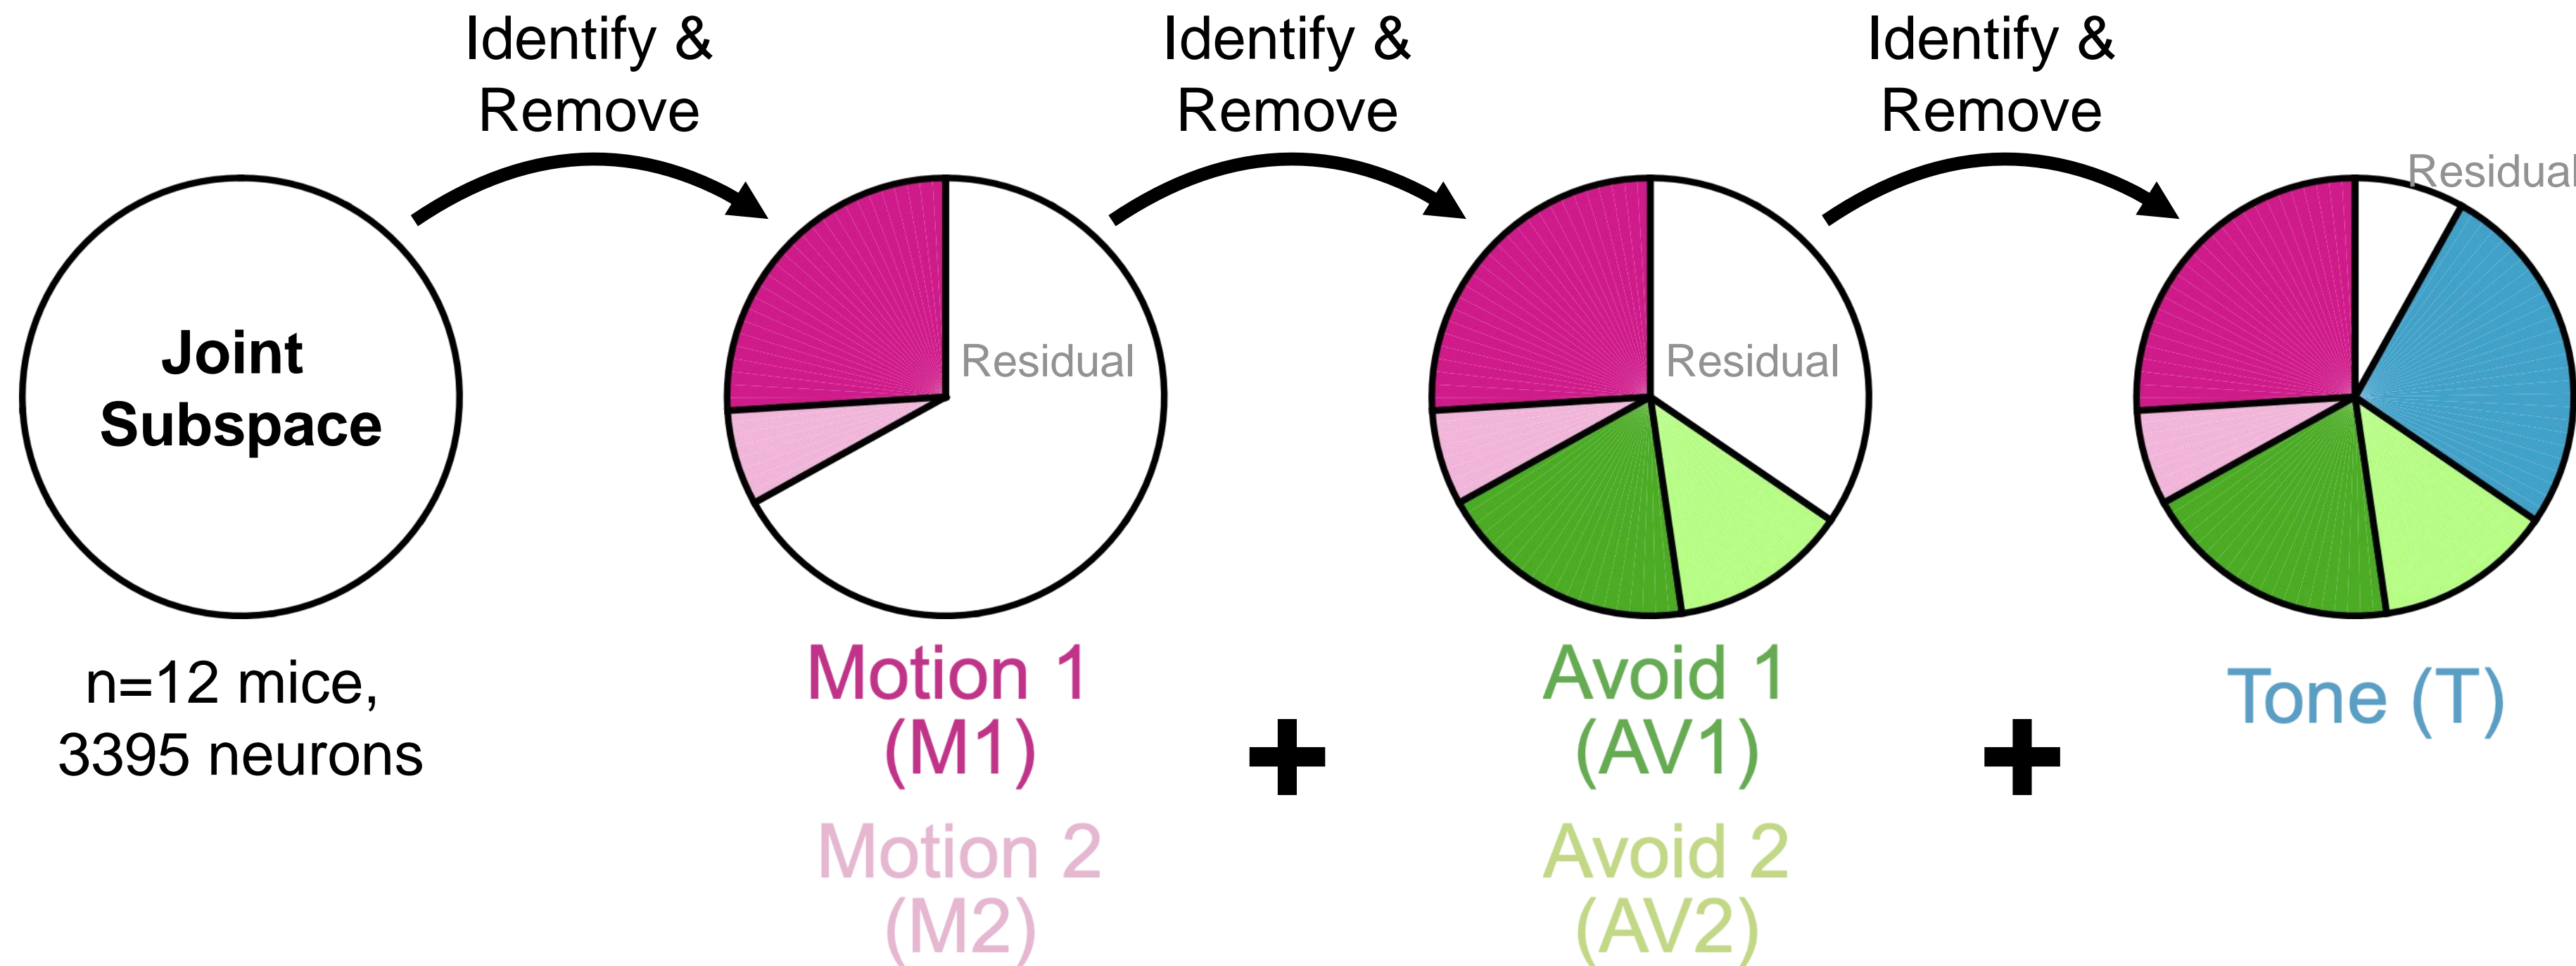 Identify &
Remove
Identify &
Remove
Identify &
Remove
Joint
Subspace
Residual
Residual
Residual
n=12 mice,
3395 neurons
Motion 1
(M1)
Motion 2
(M2)
+
Avoid 1
(AV1)
Avoid 2
(AV2)
+
Tone (T)